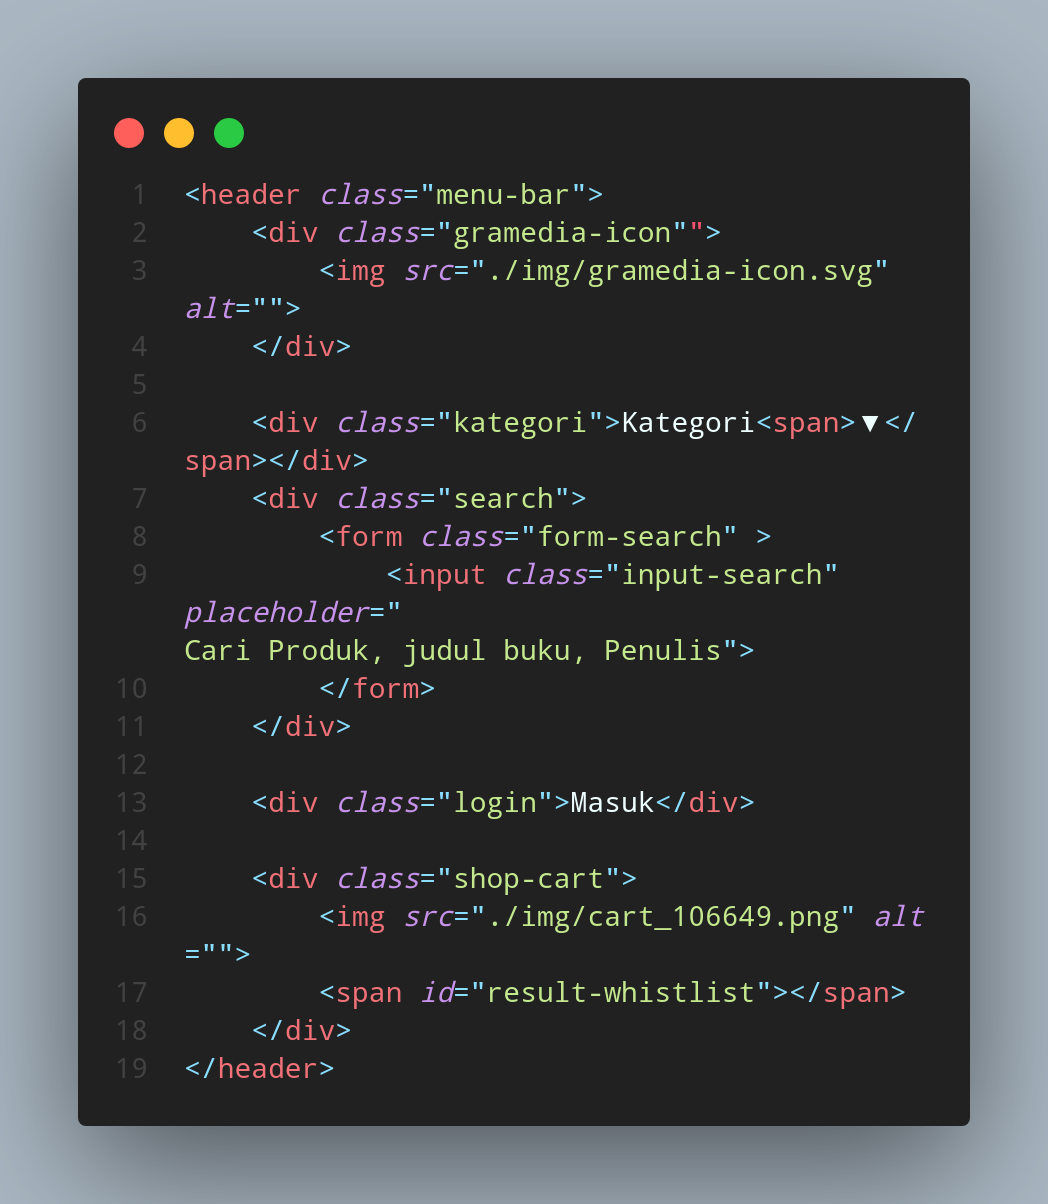 1 <header class="menu-bar">
2     <div class="gramedia-icon"">
3         <img src="./img/gramedia-icon.svg"
alt="">
4     </div>
5
6     <div class="kategori">Kategori<span>▼</
span></div>
7     <div class="search">
8         <form class="form-search" >
9             <input class="input-search"
placeholder="
Cari Produk, judul buku, Penulis">
10         </form>
11     </div>
12
13     <div class="login">Masuk</div>
14
15     <div class="shop-cart">
16         <img src="./img/cart_106649.png" alt
="">
17         <span id="result-whistlist"></span>
18     </div>
19 </header>